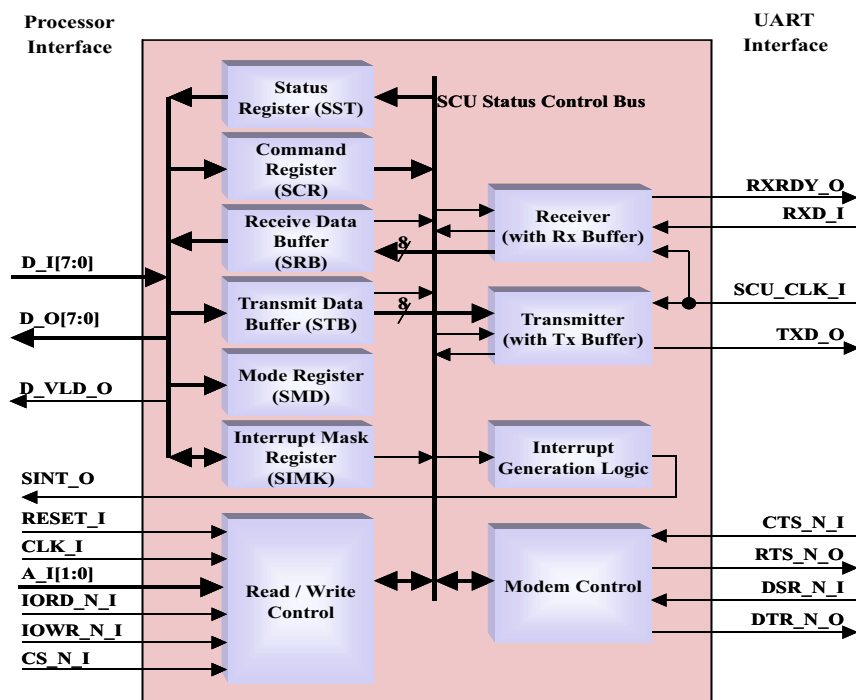 Processor
Interface
UART
Interface
Status
Register (SST)
SCU Status Control Bus
Command
Register
(SCR)
Receive Data
Buffer
(SRB)
8
Receiver
(with Rx Buffer)
RXRDY_O
RXD_I
D_I[7:0]
D_O[7:0]
D_VLD_O
Transmit Data
Buffer (STB)
8
Transmitter
(with Tx Buffer)
SCU_CLK_I
TXD_O
Mode Register
(SMD)
Interrupt Mask
Register
(SIMK)
Interrupt
Generation Logic
SINT_O
RESET_I
CLK_I
A_I[1:0]
IORD_N_I
IOWR_N_I
CS_N_I
Read / Write
Control
Modem Control
CTS_N_I
RTS_N_O
DSR_N_I
DTR_N_O